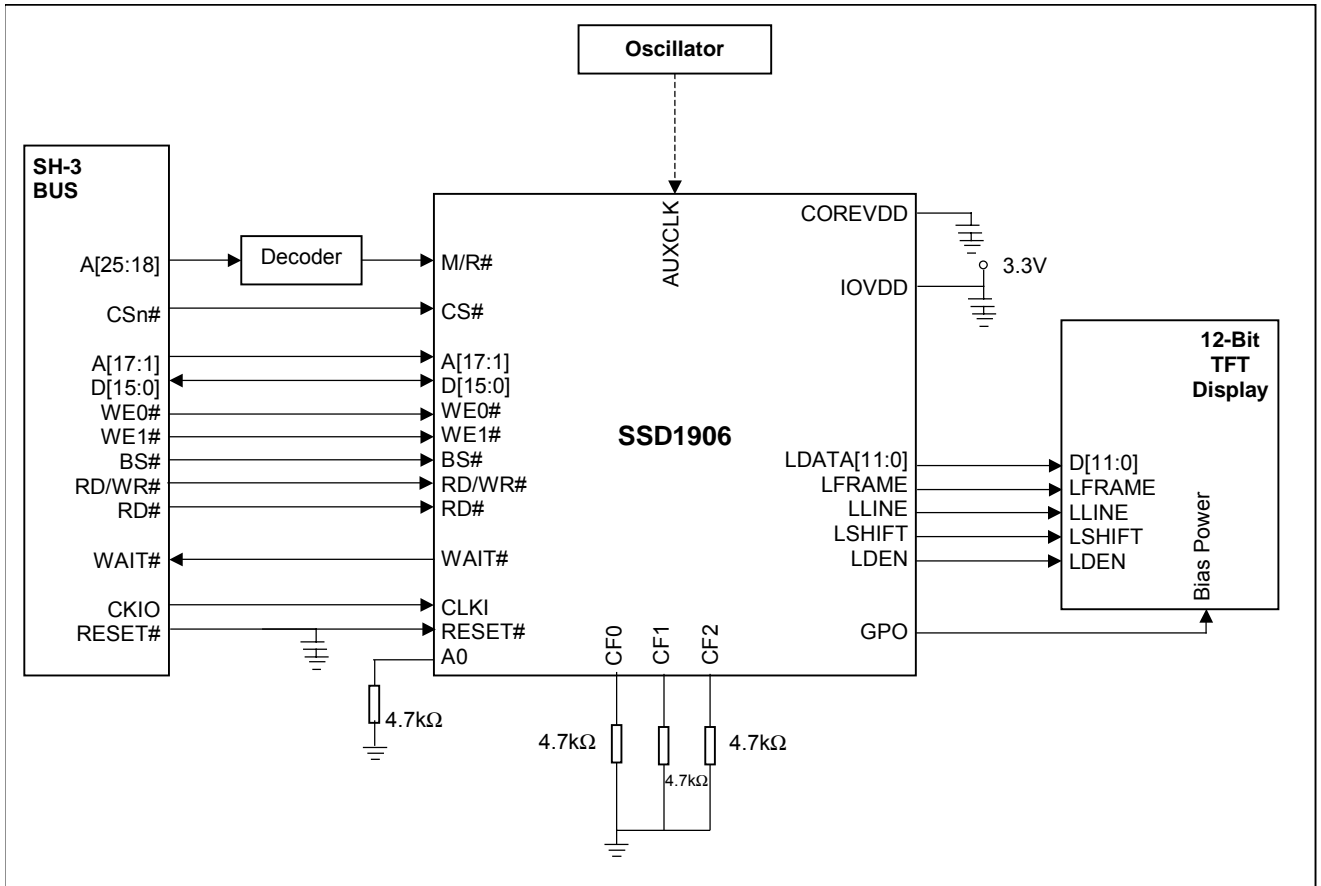 Oscillator
SH-3
BUS
A[25:18]
CSn#
A[17:1]
D[15:0]
WE0#
WE1#
BS#
RD/WR#
RD#
WAIT#
CKIO
RESET#
Decoder
M/R#
CS#
A[17:1]
D[15:0]
WE0#
WE1#
BS#
RD/WR#
RD#
WAIT#
CLKI
RESET#
A0
4.7kΩ
AUXCLK
SSD1906
CF0
CF1
CF2
4.7kΩ
4.7kΩ
4.7kΩ
COREVDD
IOVDD
3.3V
LDATA[11:0]
LFRAME
LLINE
LSHIFT
LDEN
GPO
12-Bit
TFT
Display
D[11:0]
LFRAME
LLINE
LSHIFT
LDEN
Bias Power